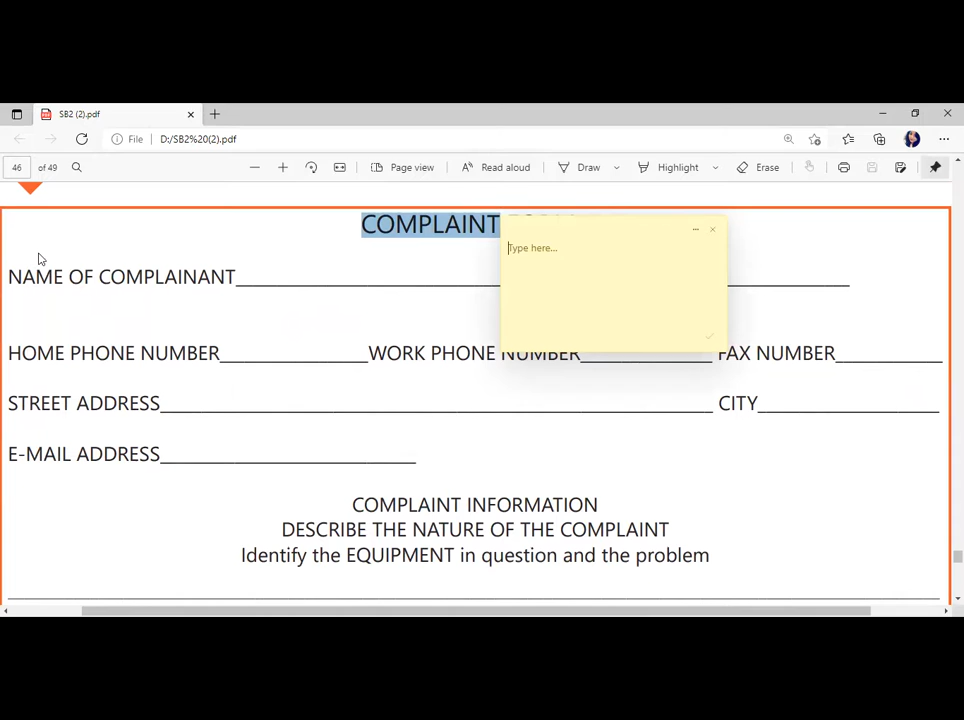 SB2 (2).pdf
File D:/SB2%20(2).pdf
46 of 49 Page view Read aloud Draw Highlight Erase
COMPLAINT
Type here...
NAME OF COMPLAINANT
HOME PHONE NUMBER WORK PHONE NUMBER FAX NUMBER
STREET ADDRESS CITY
E-MAIL ADDRESS
COMPLAINT INFORMATION
DESCRIBE THE NATURE OF THE COMPLAINT
Identify the EQUIPMENT in question and the problem